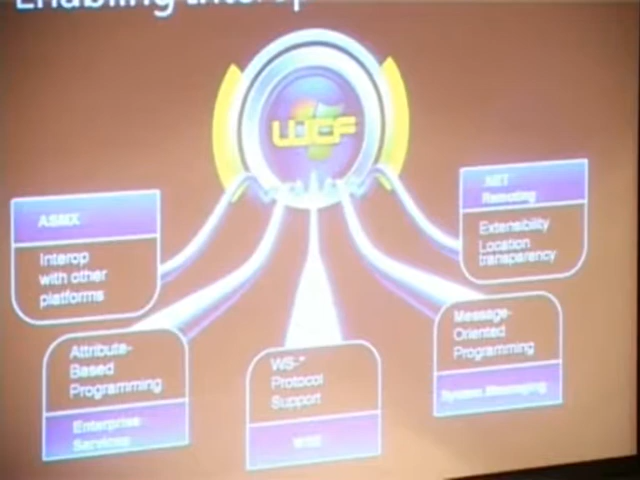 Enabling Interop
WCF
ASMX
Interop
with other
platforms
.NET
Remoting
Extensibility
Location
transparency
Attribute-
Based
Programming
Enterprise
Services
WS-*
Protocol
Support
WSE
Message-
Oriented
Programming
System.Messaging